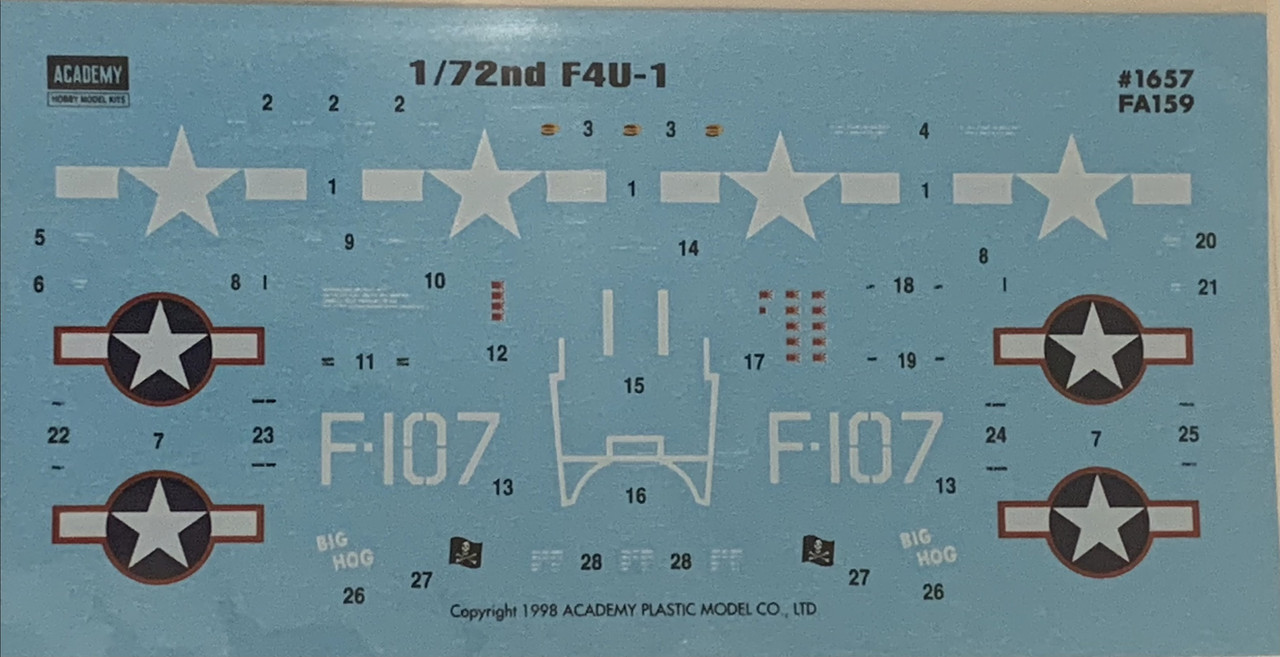 ACADEMY
HOBBY MODEL KITS
1/72nd F4U-1
#1657
FA159
2 2 2
3 3
4
1 1 1
5 9 14 8 20
6 8 10 18 21
12 11 15 17 19
22 7 23 24 7 25
F-107 F-107
13 16 13
BIG
HOG
BIG
HOG
26 27 28 28 27 26
Copyright 1998 ACADEMY PLASTIC MODEL CO., LTD